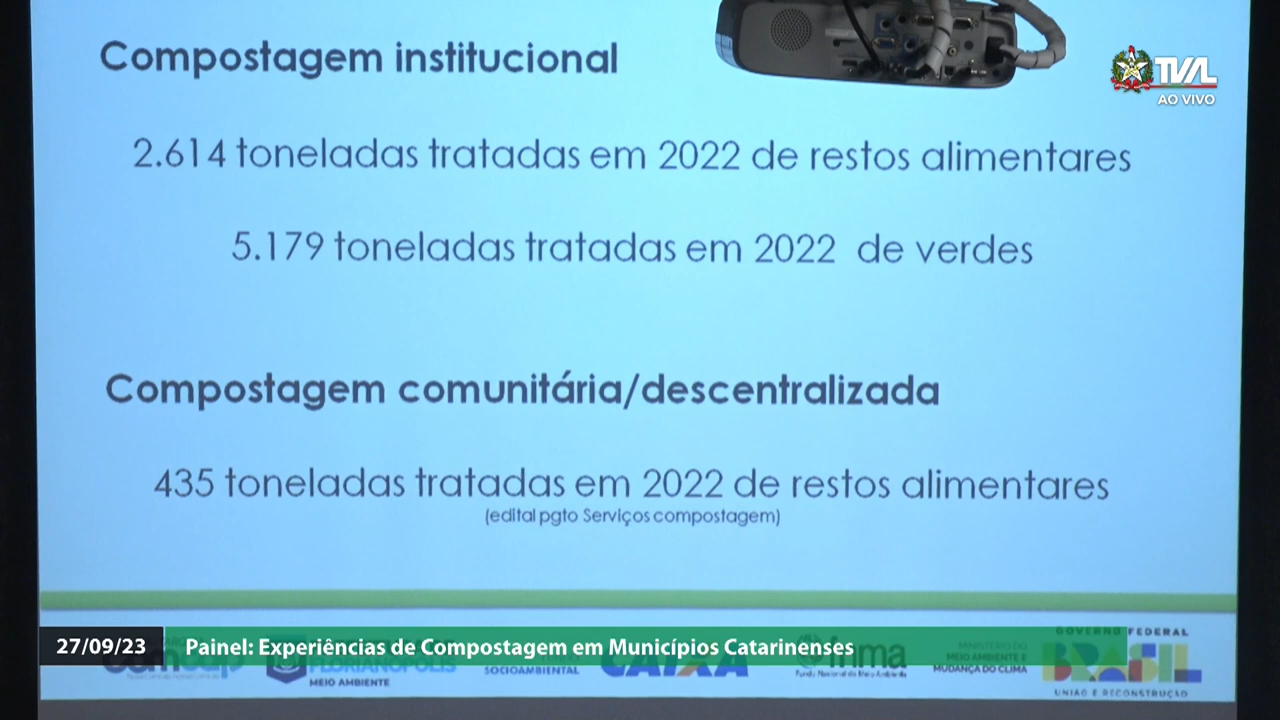 Compostagem institucional
TVAL
AO VIVO
2.614 toneladas tratadas em 2022 de restos alimentares
5.179 toneladas tratadas em 2022 de verdes
Compostagem comunitária/descentralizada
435 toneladas tratadas em 2022 de restos alimentares
(edital pgto Serviços compostagem)
27/09/23
Painel: Experiências de Compostagem em Municípios Catarinenses
comcap
FLORIANÓPOLIS
MEIO AMBIENTE
SOCIOAMBIENTAL
CAIXA
fnma
Fundo Nacional do Meio Ambiente
MINISTÉRIO DO
MEIO AMBIENTE E
MUDANÇA DO CLIMA
GOVERNO FEDERAL
BRASIL
UNIÃO E RECONSTRUÇÃO